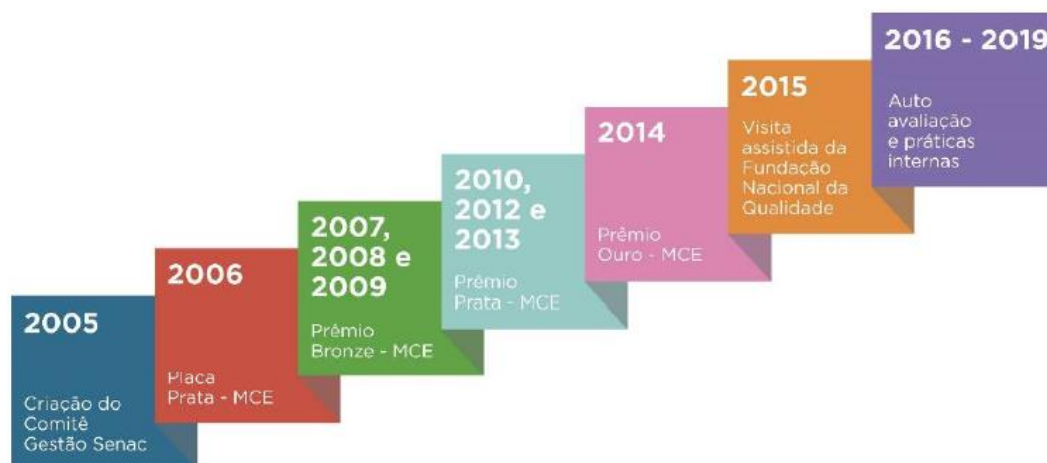 2005
Criação do
Comitê
Gestão Senac
2006
Placa
Prata - MCE
2007,
2008 e
2009
Prêmio
Bronze - MCE
2010,
2012 e
2013
Prêmio
Prata - MCE
2014
Prêmio
Ouro - MCE
2015
Visita
assistida da
Fundação
Nacional da
Qualidade
2016 - 2019
Auto
avaliação
e práticas
internas